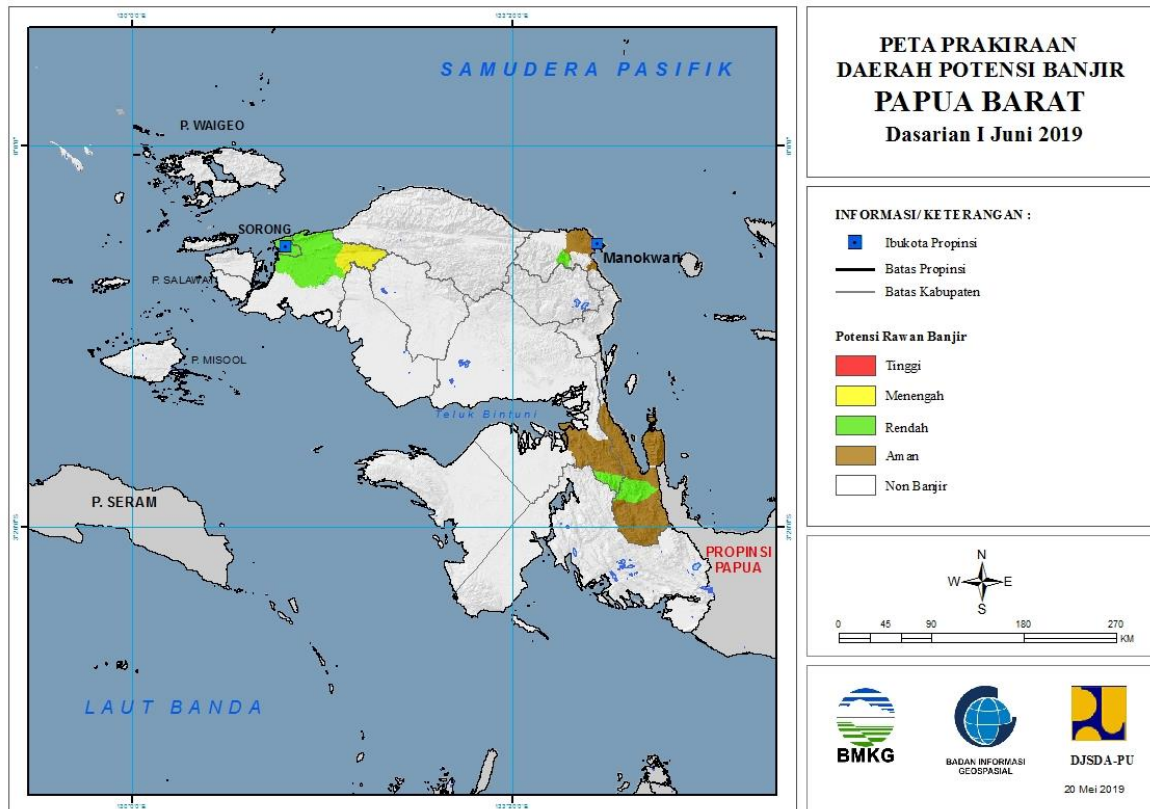 PETA PRAKIRAAN
DAERAH POTENSI BANJIR
PAPUA BARAT
Dasarian I Juni 2019
INFORMASI/ KETERANGAN :
Ibukota Propinsi
Batas Propinsi
Batas Kabupaten
Potensi Rawan Banjir
Tinggi
Menengah
Rendah
Aman
Non Banjir
N
W E
S
0 45 90 180 270
KM
BMKG
BADAN INFORMASI
GEOSPASIAL
DJSDA-PU
20 Mei 2019
SAMUDERA PASIFIK
P. WAIGEO
SORONG
Manokwari
P. SALAWATI
P. MISOOL
Teluk Bintuni
P. SERAM
PROPINSI
PAPUA
LAUT BANDA